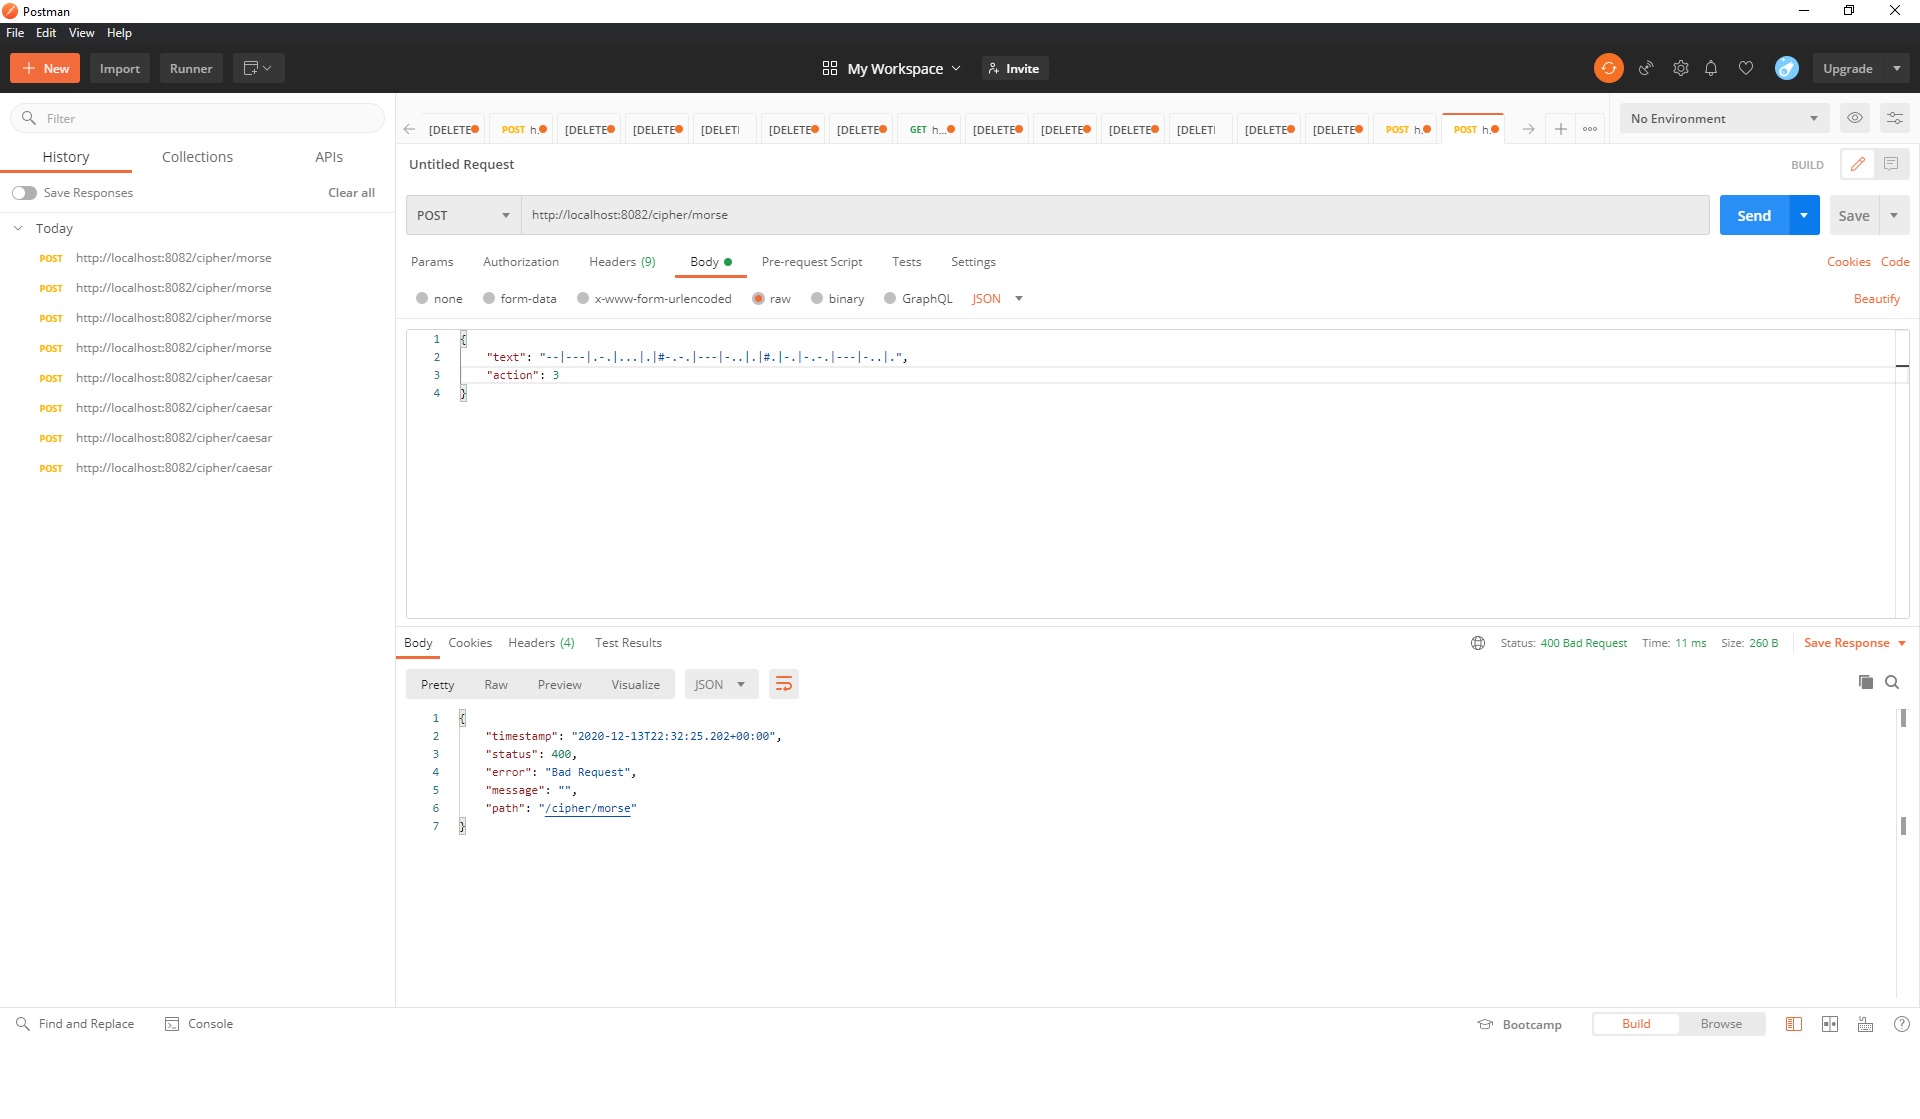 Postman
File Edit View Help
New Import Runner My Workspace Invite Upgrade
Filter
History Collections APIs
Save Responses Clear all
Today
POST http://localhost:8082/cipher/morse
POST http://localhost:8082/cipher/morse
POST http://localhost:8082/cipher/morse
POST http://localhost:8082/cipher/morse
POST http://localhost:8082/cipher/caesar
POST http://localhost:8082/cipher/caesar
POST http://localhost:8082/cipher/caesar
POST http://localhost:8082/cipher/caesar
[DELETE POST h. [DELETE [DELETE [DELETI [DELETE [DELETE GET h... [DELETE [DELETE [DELETE [DELETI [DELETE [DELETE POST h. POST h. No Environment
Untitled Request BUILD
POST http://localhost:8082/cipher/morse Send Save
Params Authorization Headers (9) Body Pre-request Script Tests Settings Cookies Code
none form-data x-www-form-urlencoded raw binary GraphQL JSON Beautify
1 {
2 "text": "--|---|.-.|...|.|#-.-.|---|-..|.|#.|-.|-.-.|---|-..|.",
3 "action": 3
4 }
Body Cookies Headers (4) Test Results Status: 400 Bad Request Time: 11 ms Size: 260 B Save Response
Pretty Raw Preview Visualize JSON
1 {
2 "timestamp": "2020-12-13T22:32:25.202+00:00",
3 "status": 400,
4 "error": "Bad Request",
5 "message": "",
6 "path": "/cipher/morse"
7 }
Find and Replace Console Bootcamp Build Browse